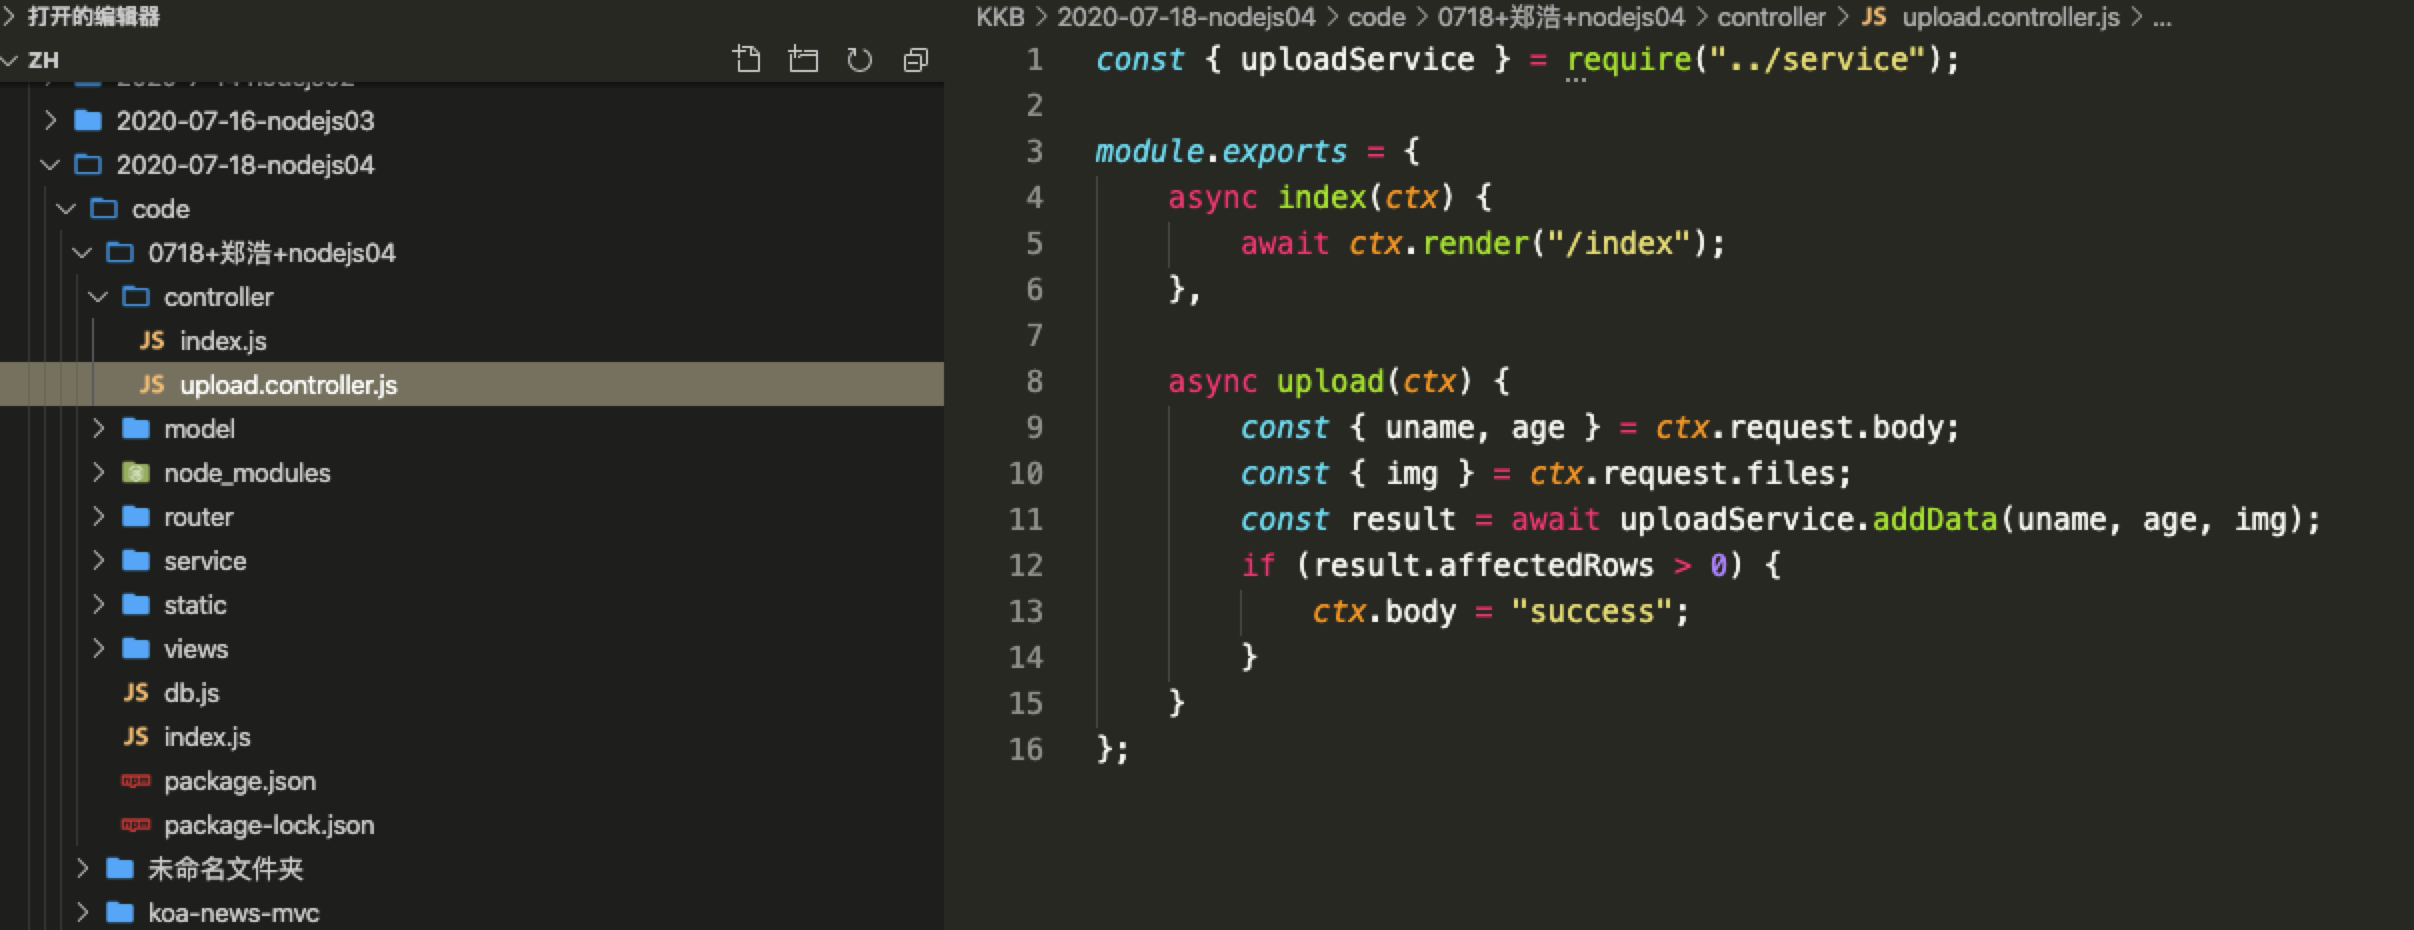 打开的编辑器
ZH
2020-07-16-nodejs03
2020-07-18-nodejs04
code
0718+郑浩+nodejs04
controller
JS index.js
JS upload.controller.js
model
node_modules
router
service
static
views
JS db.js
JS index.js
npm package.json
npm package-lock.json
未命名文件夹
koa-news-mvc
KKB > 2020-07-18-nodejs04 > code > 0718+郑浩+nodejs04 > controller > JS upload.controller.js > ...
1 const { uploadService } = require("../service");
2
3 module.exports = {
4 async index(ctx) {
5 await ctx.render("/index");
6 },
7
8 async upload(ctx) {
9 const { uname, age } = ctx.request.body;
10 const { img } = ctx.request.files;
11 const result = await uploadService.addData(uname, age, img);
12 if (result.affectedRows > 0) {
13 ctx.body = "success";
14 }
15 }
16 };